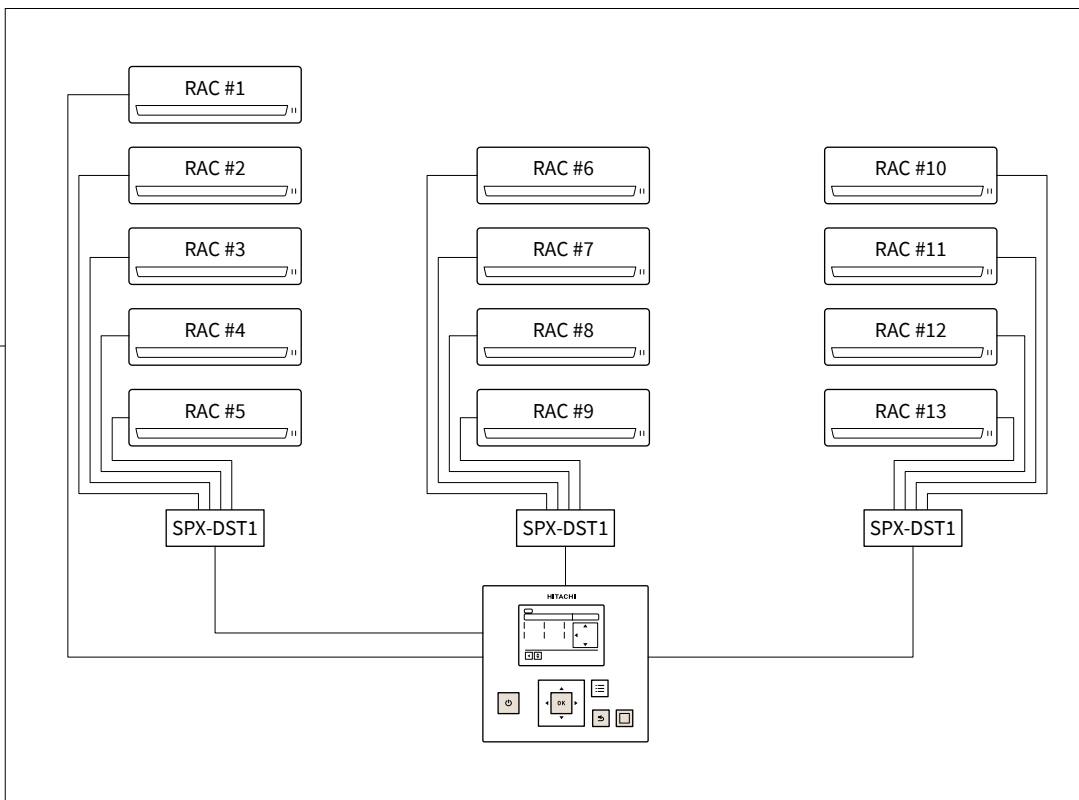 RAC #1
RAC #2
RAC #6
RAC #10
RAC #3
RAC #7
RAC #11
RAC #4
RAC #8
RAC #12
RAC #5
RAC #9
RAC #13
SPX-DST1
SPX-DST1
SPX-DST1
HITACHI
OK